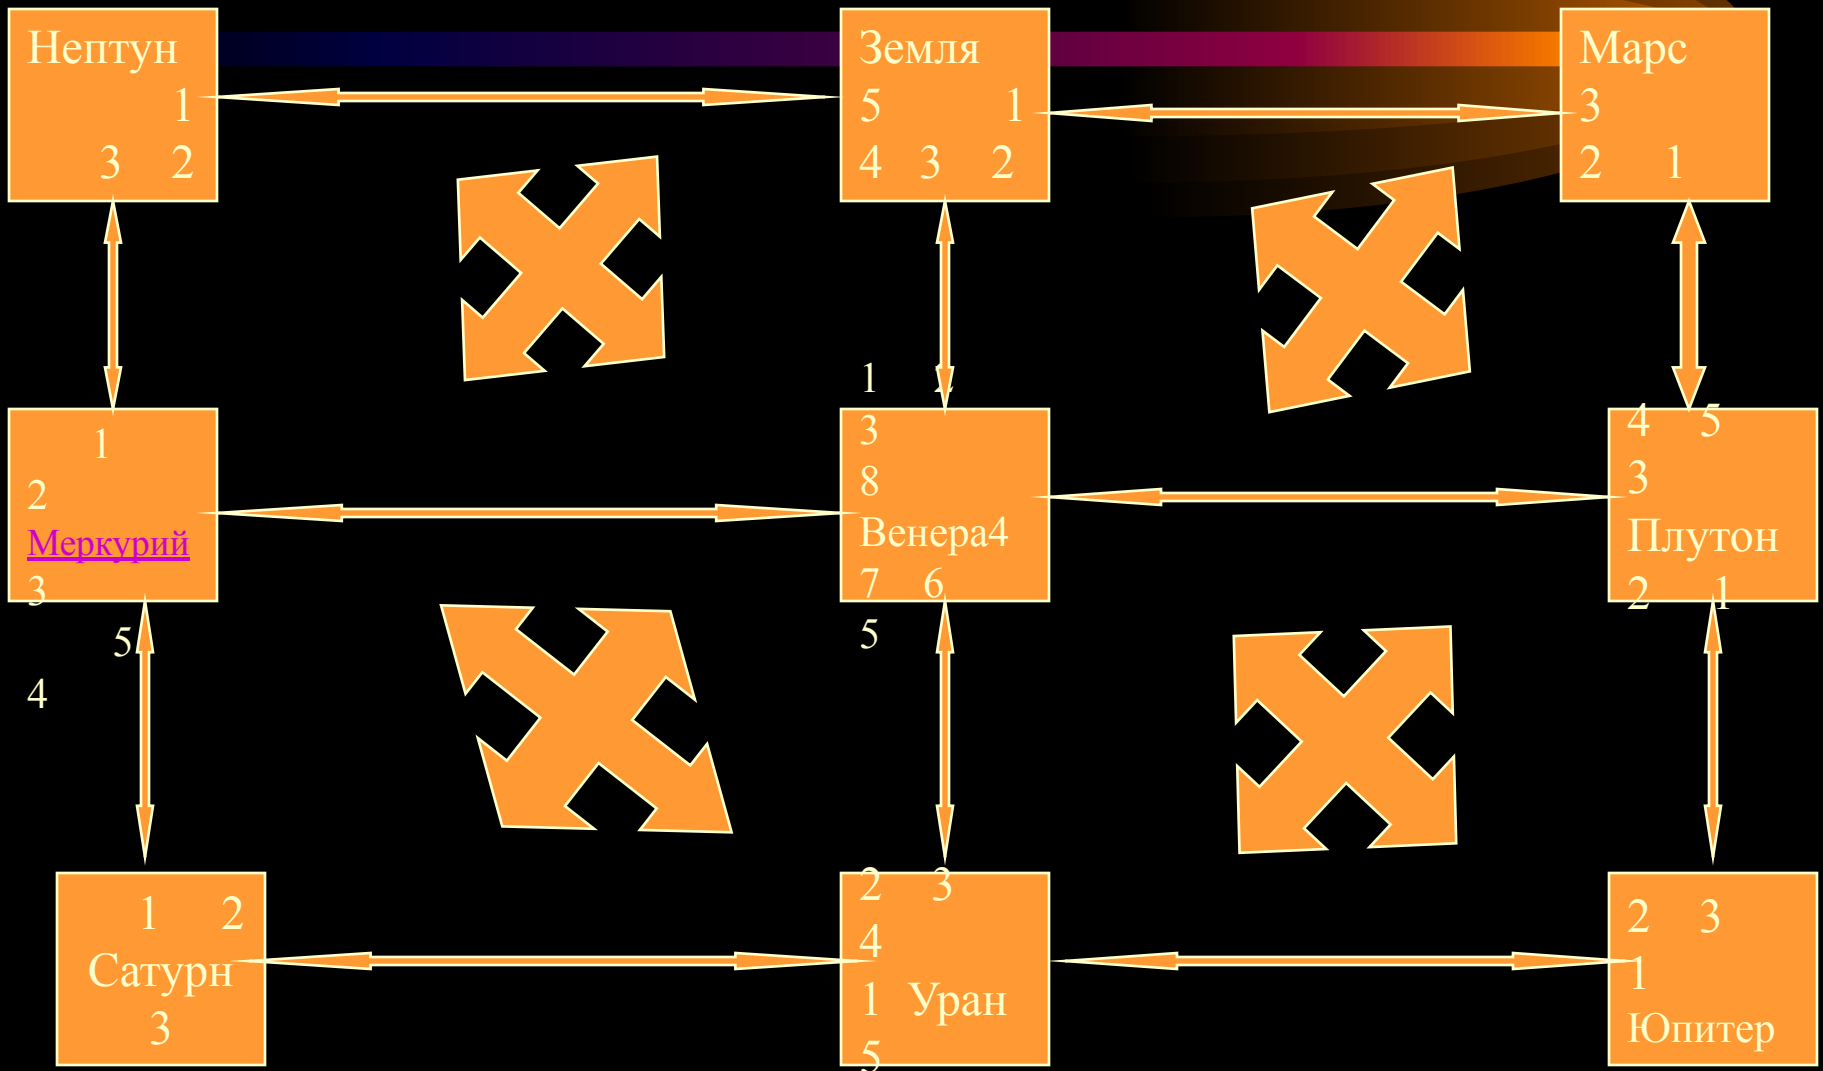 Нептун
1
3 2
Земля
5 1
4 3 2
Марс
3
2 1
1
2
Меркурий
3
5
4
1 2
3
8
Венера4
7 6
5
4 5
3
Плутон
2 1
1 2
Сатурн
3
2 3
4
1 Уран
5
2 3
1
Юпитер